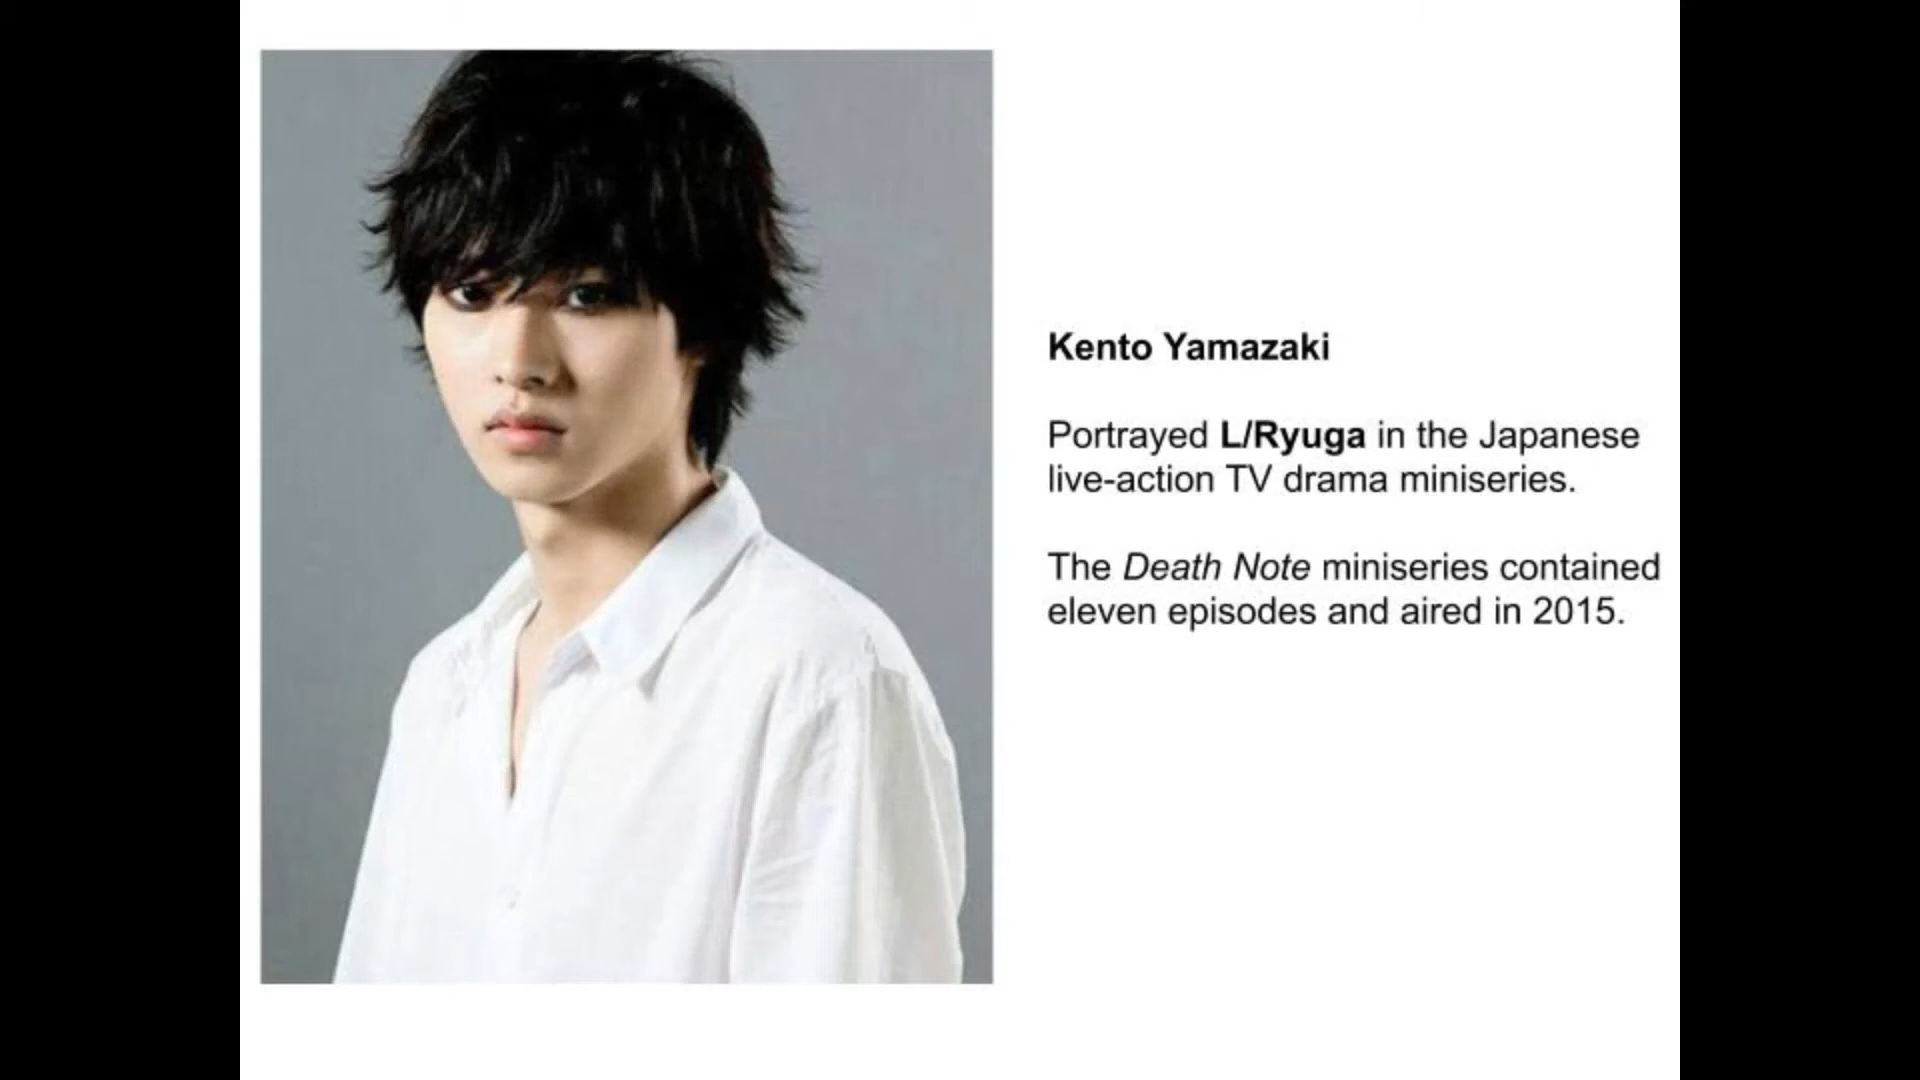 Kento Yamazaki
Portrayed L/Ryuga in the Japanese
live-action TV drama miniseries.
The Death Note miniseries contained
eleven episodes and aired in 2015.